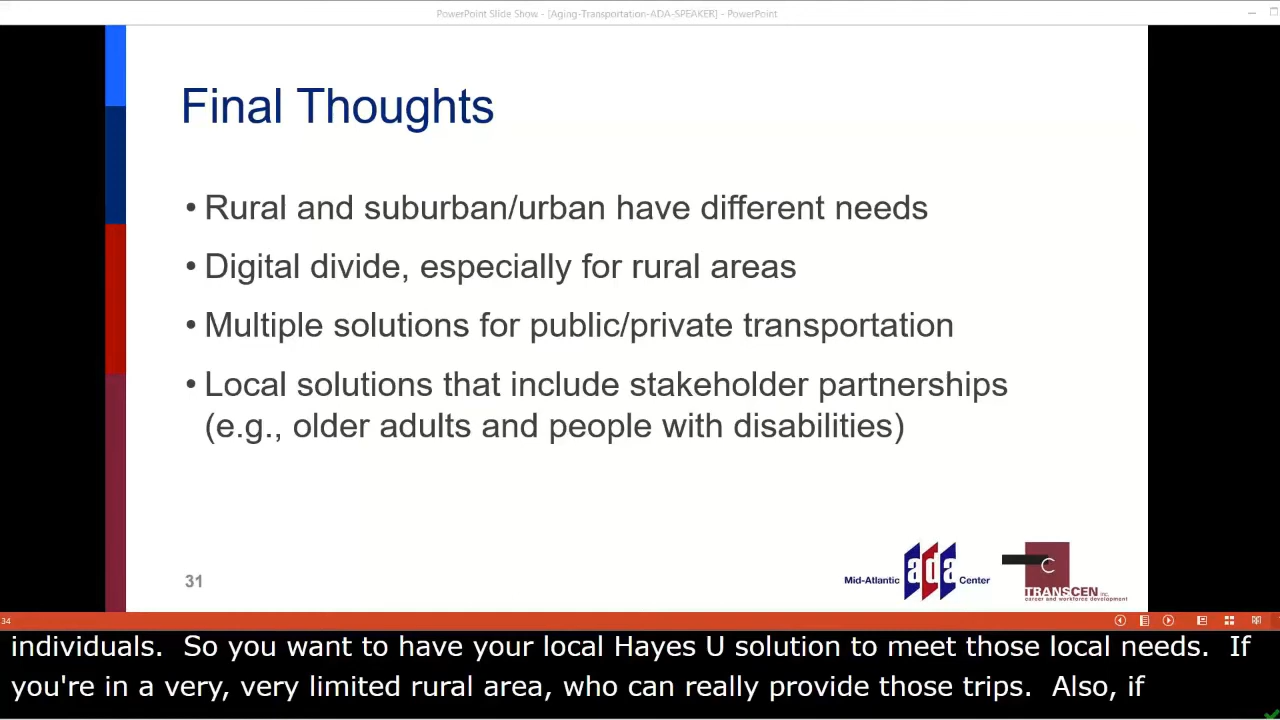 PowerPoint Slide Show - [Aging-Transportation-ADA-SPEAKER] - PowerPoint
Final Thoughts
• Rural and suburban/urban have different needs
• Digital divide, especially for rural areas
• Multiple solutions for public/private transportation
• Local solutions that include stakeholder partnerships
(e.g., older adults and people with disabilities)
31
Mid-Atlantic ada Center
C
TRANSCEN inc.
career and workforce development
34
individuals.  So you want to have your local Hayes U solution to meet those local needs.  If
you're in a very, very limited rural area, who can really provide those trips.  Also, if